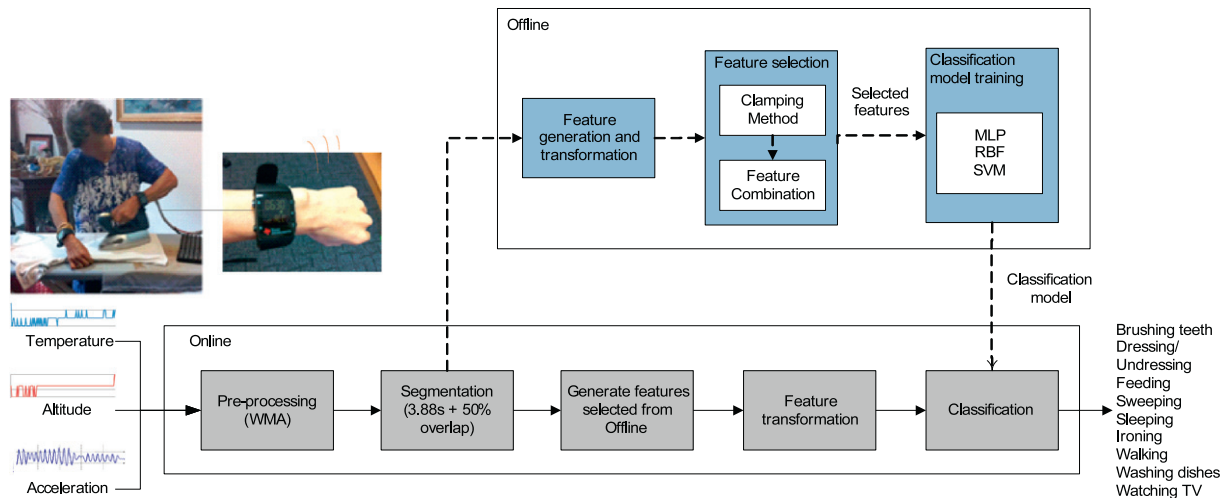 Offline
Feature
generation and
transformation
Feature selection
Clamping
Method
Feature
Combination
Selected
features
Classification
model training
MLP
RBF
SVM
Classification
model
Temperature
Altitude
Acceleration
Online
Pre-processing
(WMA)
Segmentation
(3.88s + 50%
overlap)
Generate features
selected from
Offline
Feature
transformation
Classification
Brushing teeth
Dressing/
Undressing
Feeding
Sweeping
Sleeping
Ironing
Walking
Washing dishes
Watching TV